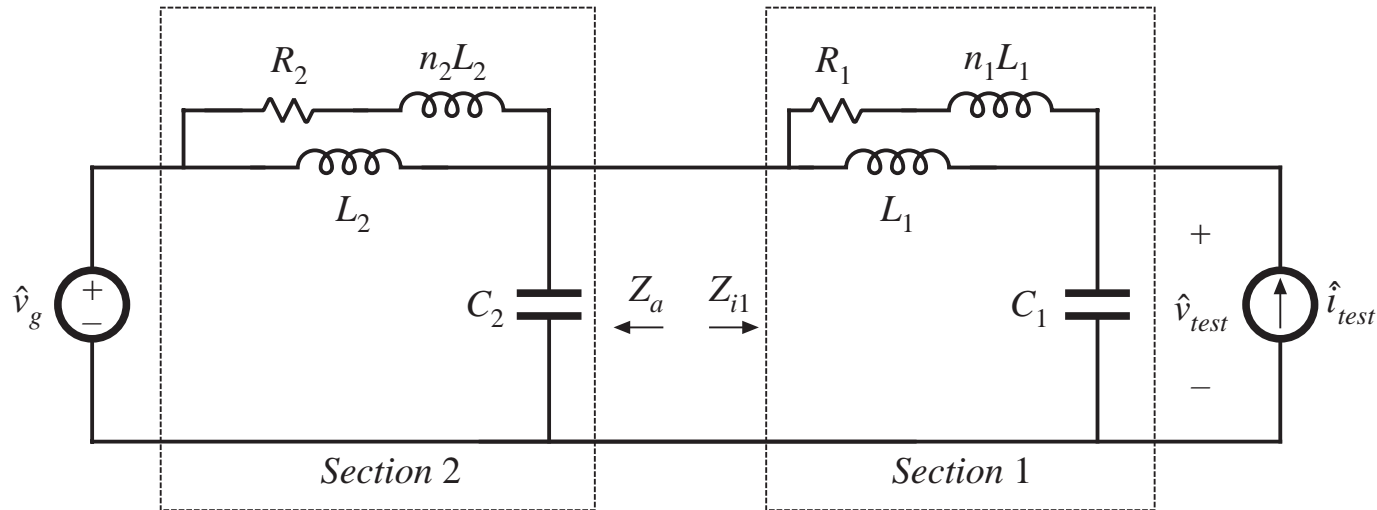 R₂ n₂L₂ R₁ n₁L₁
L₂ L₁
+
v̂g + − C₂ Zₐ Zᵢ₁ C₁ v̂test îtest
−
Section 2 Section 1